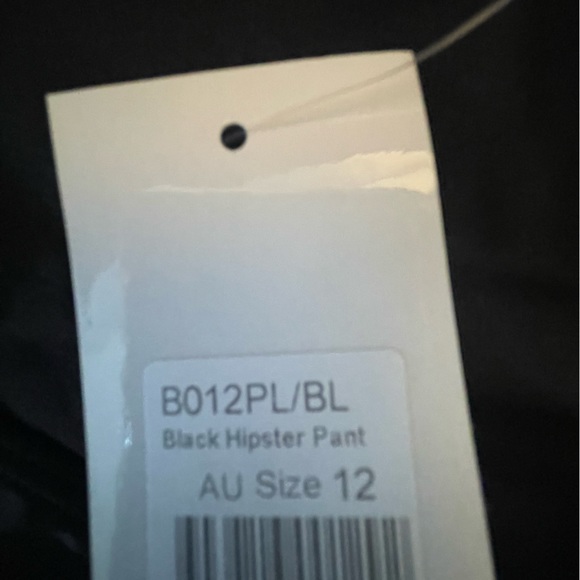 B012PL/BL
Black Hipster Pant
AU Size 12